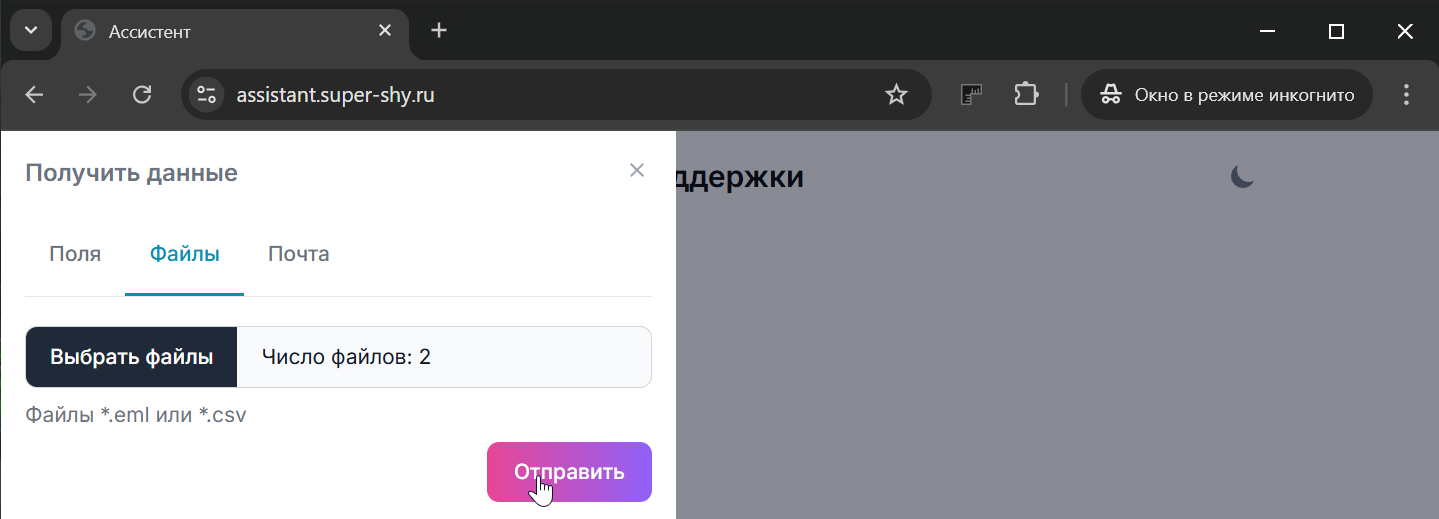 Ассистент
assistant.super-shy.ru
Окно в режиме инкогнито
Получить данные
ддержки
Поля
Файлы
Почта
Выбрать файлы
Число файлов: 2
Файлы *.eml или *.csv
Отправить